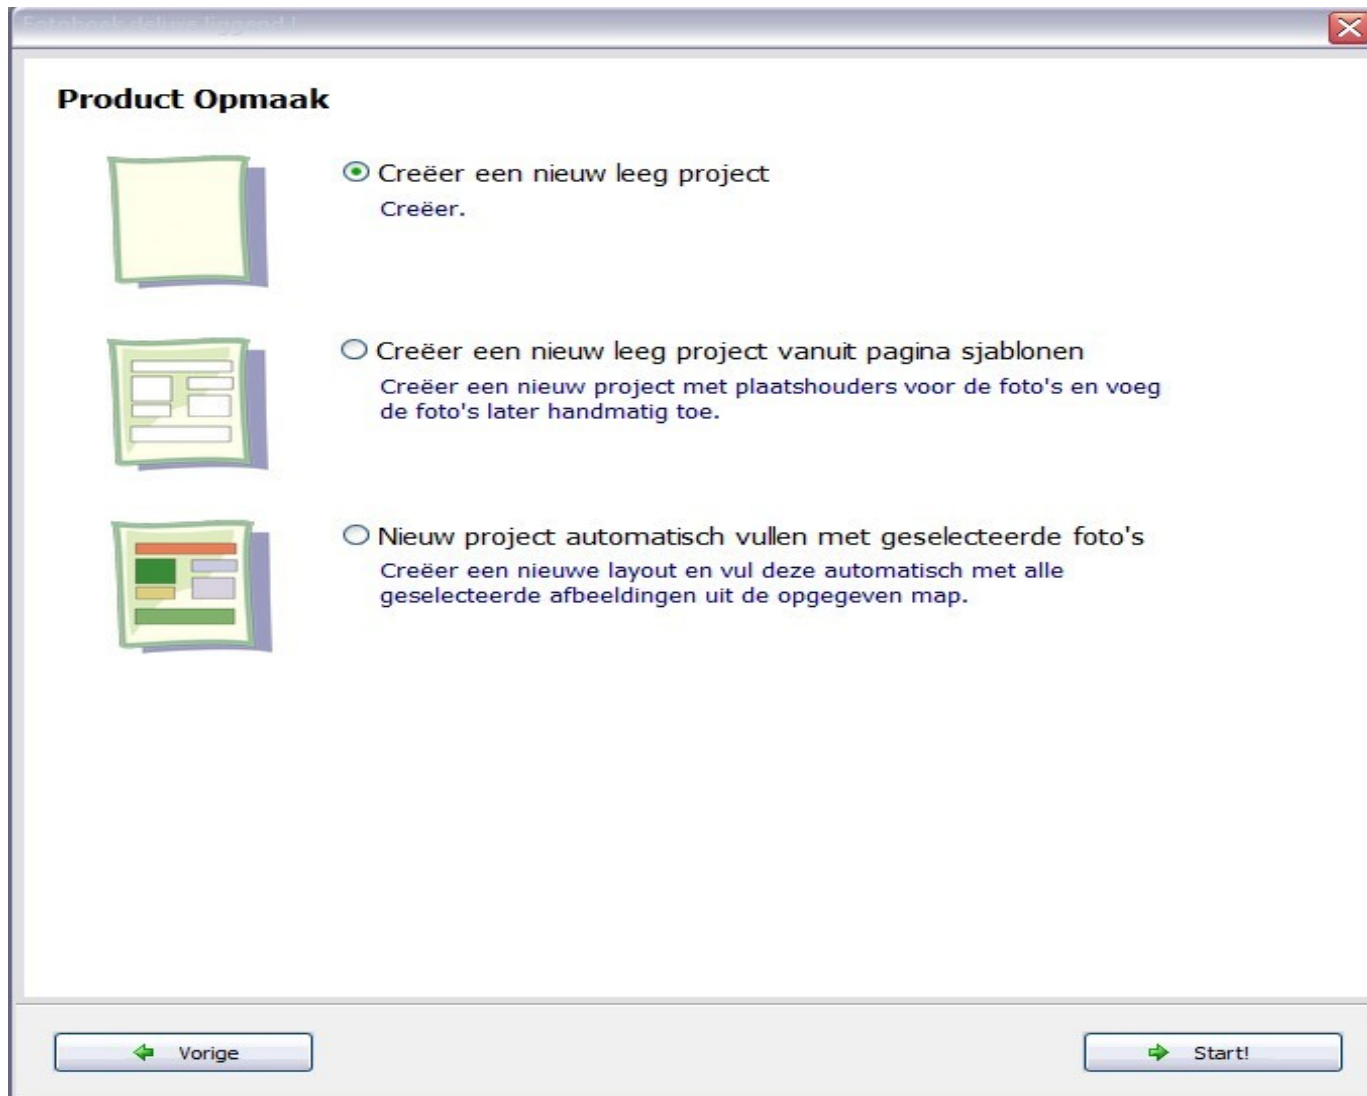 Fotoboek deluxe liggend L
Product Opmaak
Creëer een nieuw leeg project
Creëer.
Creëer een nieuw leeg project vanuit pagina sjablonen
Creëer een nieuw project met plaatshouders voor de foto's en voeg
de foto's later handmatig toe.
Nieuw project automatisch vullen met geselecteerde foto's
Creëer een nieuwe layout en vul deze automatisch met alle
geselecteerde afbeeldingen uit de opgegeven map.
Vorige
Start!